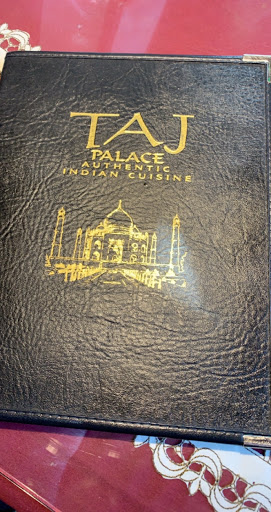 TAJ
PALACE
AUTHENTIC
INDIAN CUISINE